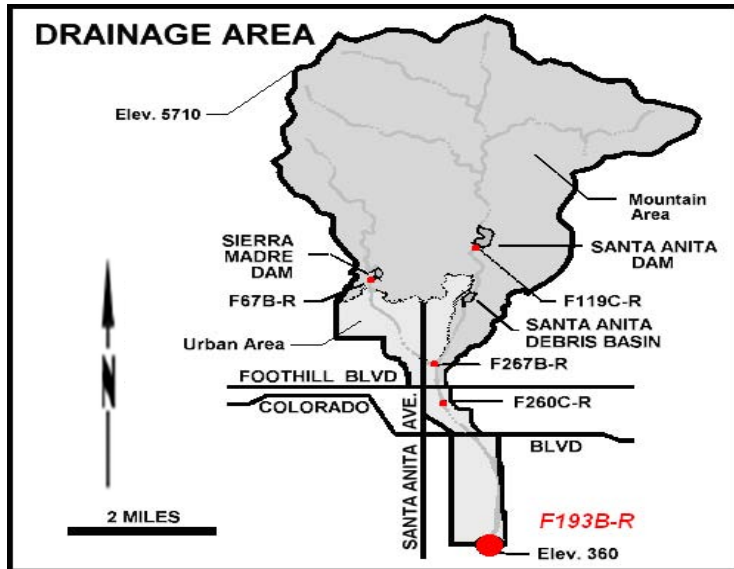 DRAINAGE AREA
Elev. 5710
Mountain
Area
SIERRA
MADRE
DAM
SANTA ANITA
DAM
F67B-R
F119C-R
SANTA ANITA
DEBRIS BASIN
Urban Area
F267B-R
FOOTHILL BLVD
F260C-R
COLORADO
BLVD
SANTA ANITA AVE.
N
2 MILES
F193B-R
Elev. 360